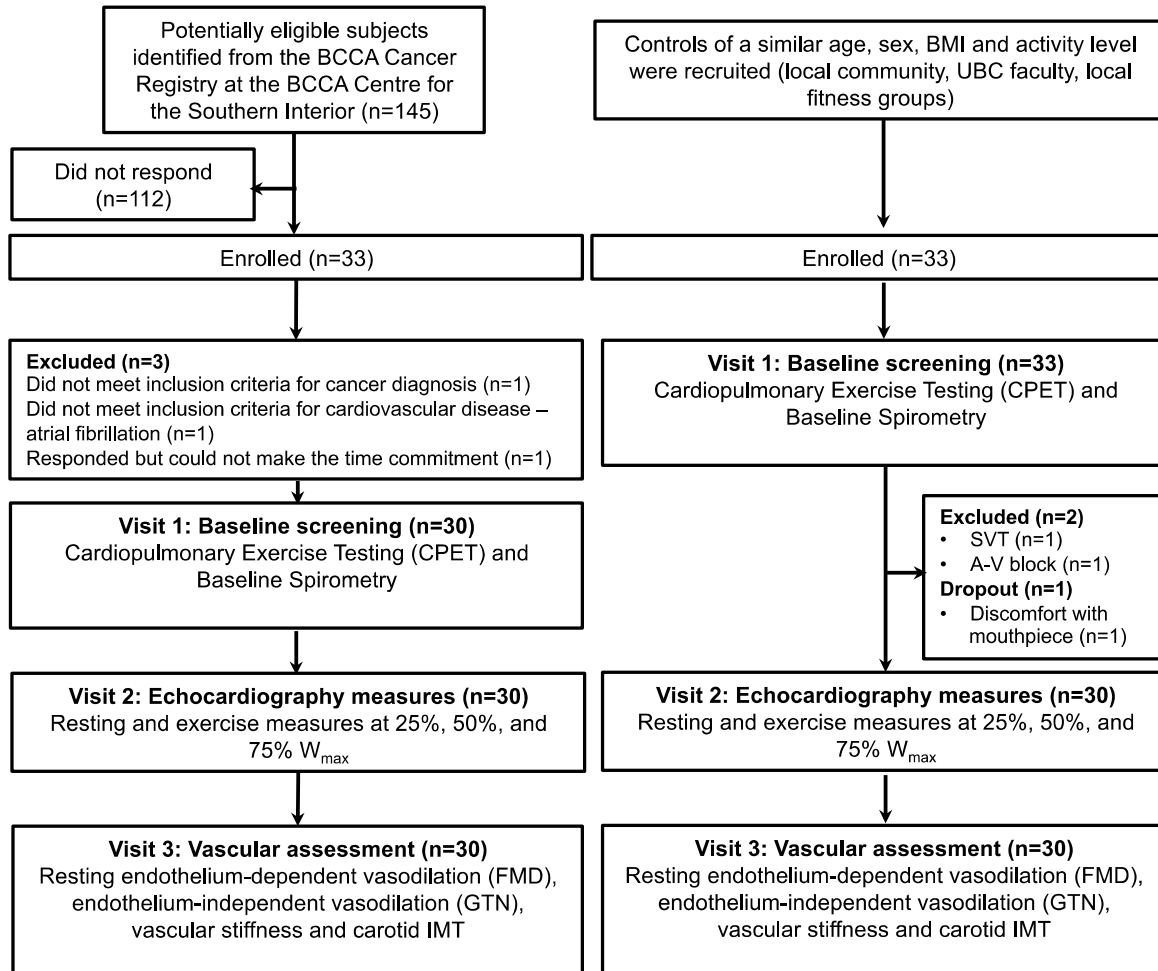 Potentially eligible subjects
identified from the BCCA Cancer
Registry at the BCCA Centre for
the Southern Interior (n=145)
Did not respond
(n=112)
Enrolled (n=33)
Excluded (n=3)
Did not meet inclusion criteria for cancer diagnosis (n=1)
Did not meet inclusion criteria for cardiovascular disease –
atrial fibrillation (n=1)
Responded but could not make the time commitment (n=1)
Visit 1: Baseline screening (n=30)
Cardiopulmonary Exercise Testing (CPET) and
Baseline Spirometry
Visit 2: Echocardiography measures (n=30)
Resting and exercise measures at 25%, 50%, and
75% Wmax
Visit 3: Vascular assessment (n=30)
Resting endothelium-dependent vasodilation (FMD),
endothelium-independent vasodilation (GTN),
vascular stiffness and carotid IMT
Controls of a similar age, sex, BMI and activity level
were recruited (local community, UBC faculty, local
fitness groups)
Enrolled (n=33)
Visit 1: Baseline screening (n=33)
Cardiopulmonary Exercise Testing (CPET) and
Baseline Spirometry
Excluded (n=2)
• SVT (n=1)
• A-V block (n=1)
Dropout (n=1)
• Discomfort with
mouthpiece (n=1)
Visit 2: Echocardiography measures (n=30)
Resting and exercise measures at 25%, 50%, and
75% Wmax
Visit 3: Vascular assessment (n=30)
Resting endothelium-dependent vasodilation (FMD),
endothelium-independent vasodilation (GTN),
vascular stiffness and carotid IMT